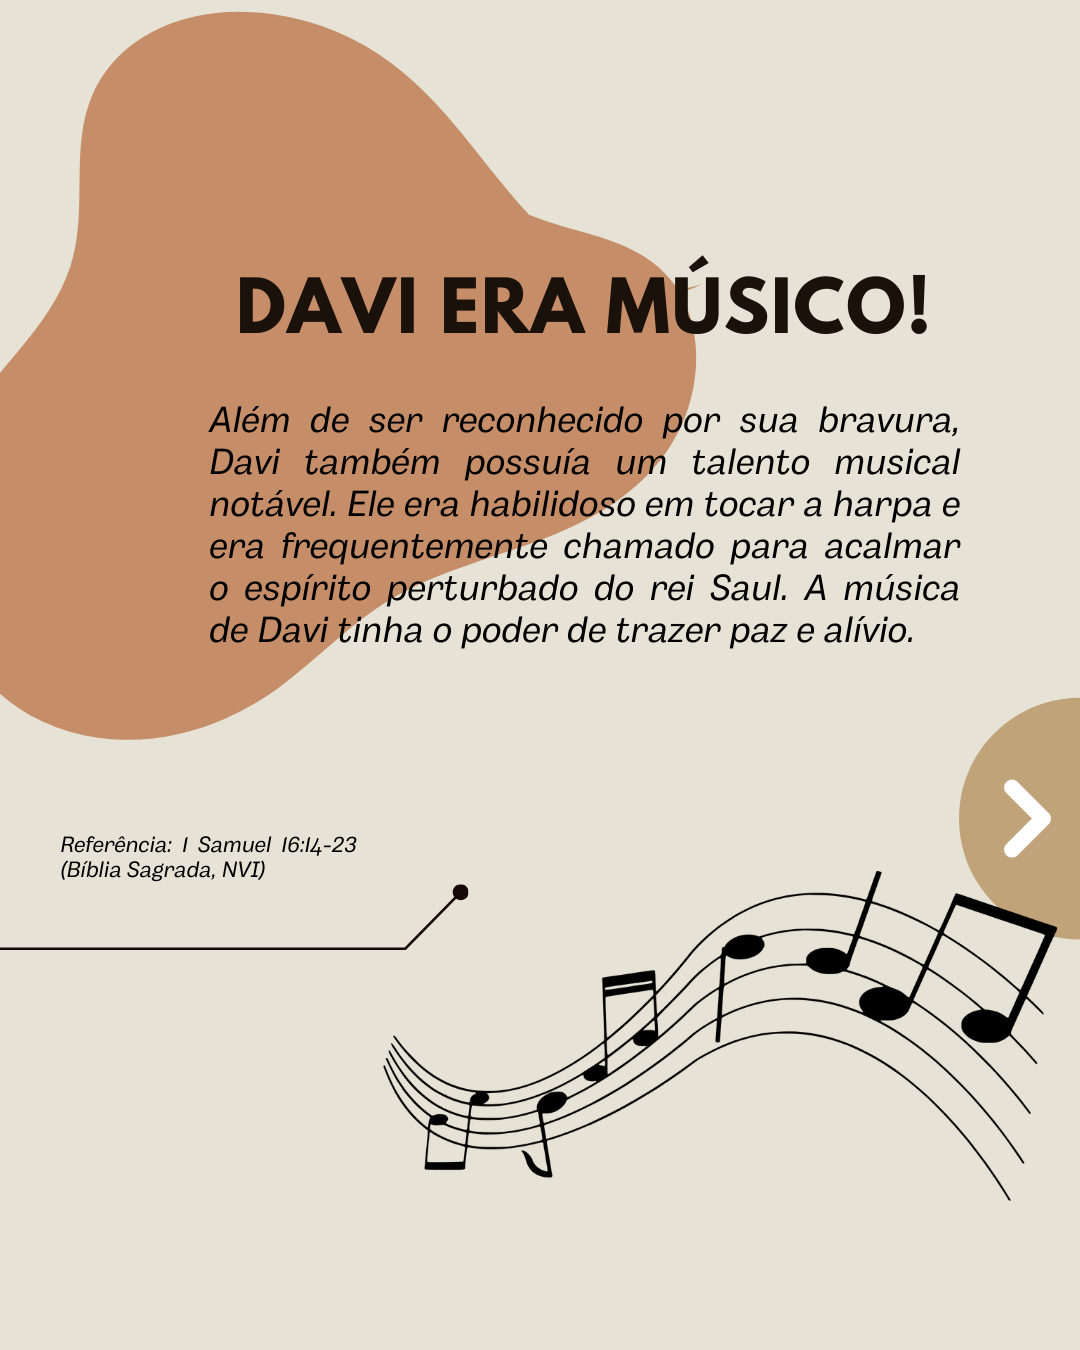 DAVI ERA MÚSICO!
Além de ser reconhecido por sua bravura,
Davi também possuía um talento musical
notável. Ele era habilidoso em tocar a harpa e
era frequentemente chamado para acalmar
o espírito perturbado do rei Saul. A música
de Davi tinha o poder de trazer paz e alívio.
Referência: 1 Samuel 16:14-23
(Bíblia Sagrada, NVI)